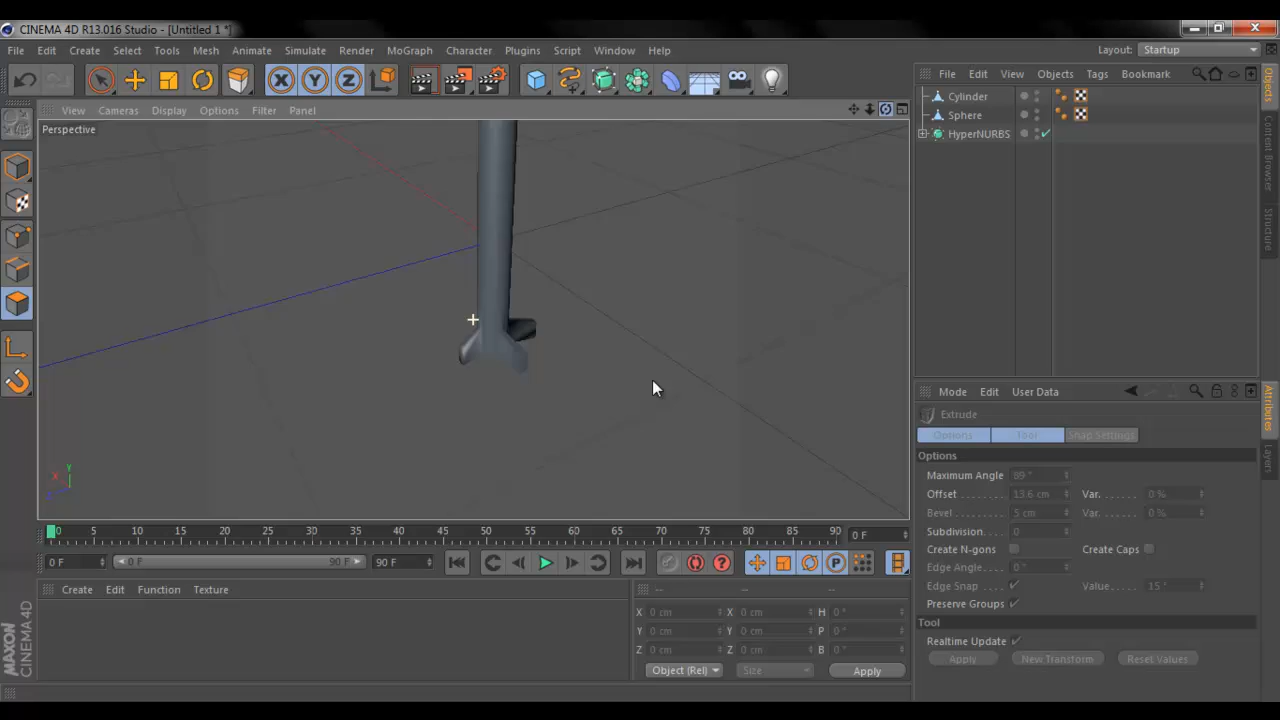 CINEMA 4D R13.016 Studio - [Untitled 1 *]
File Edit Create Select Tools Mesh Animate Simulate Render MoGraph Character Plugins Script Window Help
Layout: Startup
X Y Z
File Edit View Objects Tags Bookmark
Objects
Content Browser
Structure
View Cameras Display Options Filter Panel
Perspective
Cylinder
Sphere
HyperNURBS
Mode Edit User Data
Attributes
Layers
Extrude
Options Tool Snap Settings
Options
Maximum Angle 89 °
Offset 13.6 cm Var. 0 %
Bevel 5 cm Var. 0 %
Subdivision 0
Create N-gons Create Caps
Edge Angle 0 °
Edge Snap Value 15 °
Preserve Groups
Tool
Realtime Update
Apply New Transform Reset Values
Y
X
Z
0 5 10 15 20 25 30 35 40 45 50 55 60 65 70 75 80 85 90 0 F
0 F 0 F 90 F 90 F
Create Edit Function Texture
-- -- --
X 0 cm X 0 cm H 0 °
Y 0 cm Y 0 cm P 0 °
Z 0 cm Z 0 cm B 0 °
Object (Rel) Size Apply
MAXON
CINEMA 4D